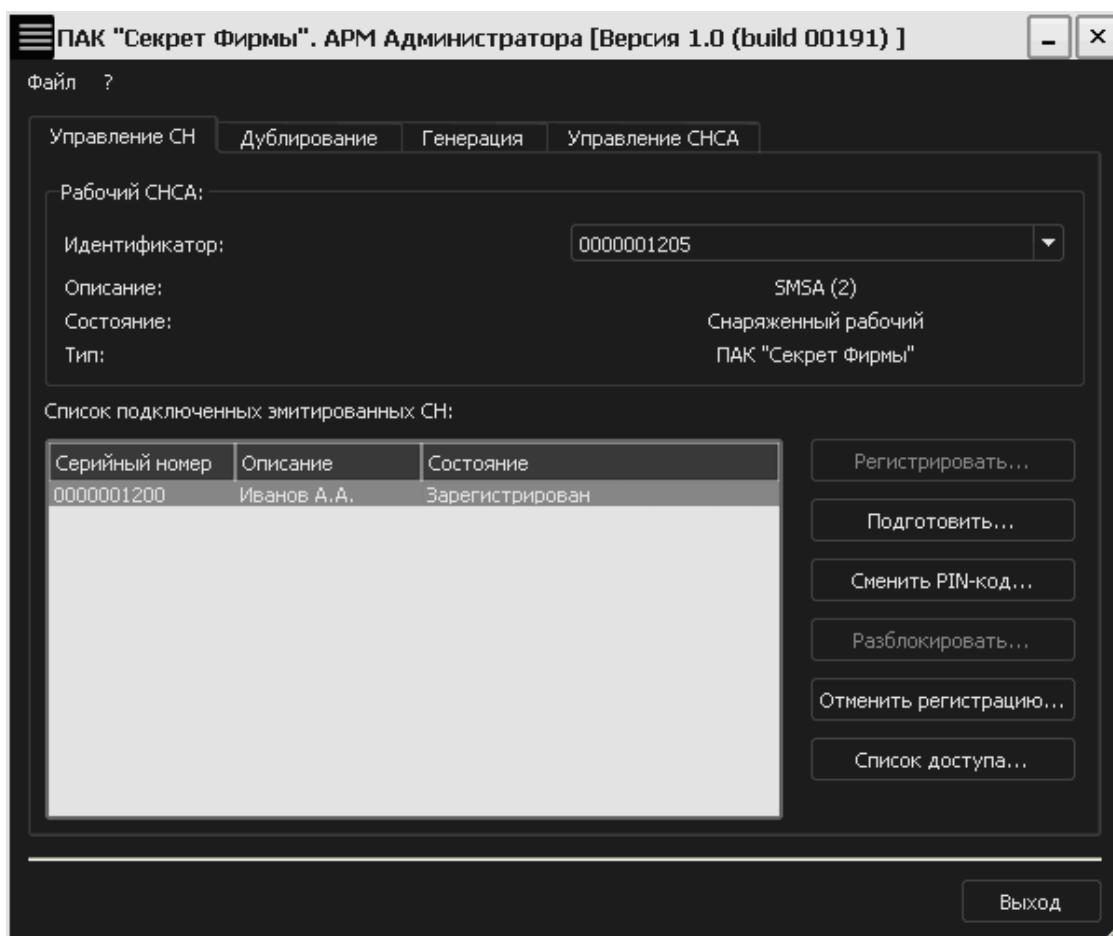 ПАК "Секрет Фирмы". АРМ Администратора [Версия 1.0 (build 00191) ]
Файл ?
Управление СН Дублирование Генерация Управление СНСА
Рабочий СНСА:
Идентификатор: 0000001205
Описание: SMSA (2)
Состояние: Снаряженный рабочий
Тип: ПАК "Секрет Фирмы"
Список подключенных эмитированных СН:
Серийный номер Описание Состояние
0000001200 Иванов А.А. Зарегистрирован
Регистрировать...
Подготовить...
Сменить PIN-код...
Разблокировать...
Отменить регистрацию...
Список доступа...
Выход